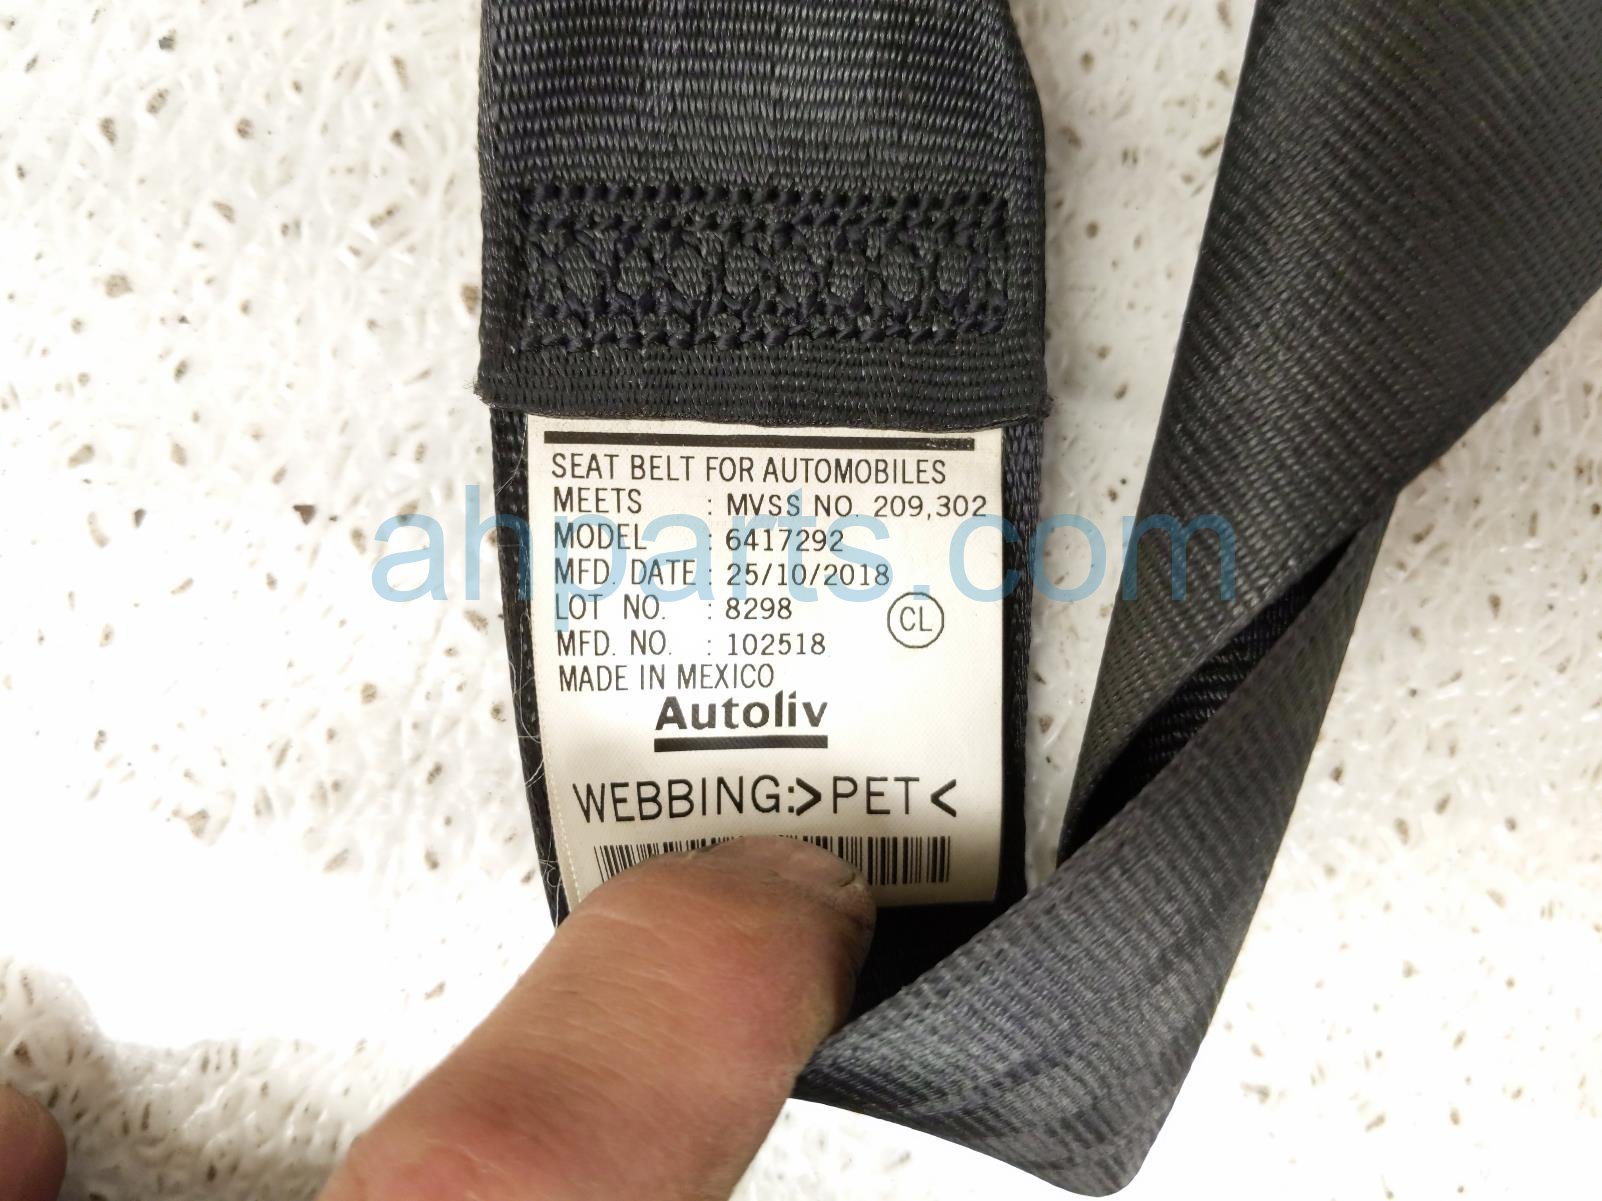 SEAT BELT FOR AUTOMOBILES
MEETS : MVSS NO. 209,302
MODEL : 6417292
MFD. DATE : 25/10/2018
LOT NO. : 8298
MFD. NO. : 102518
CL
MADE IN MEXICO
Autoliv
WEBBING:>PET<
ahparts.com